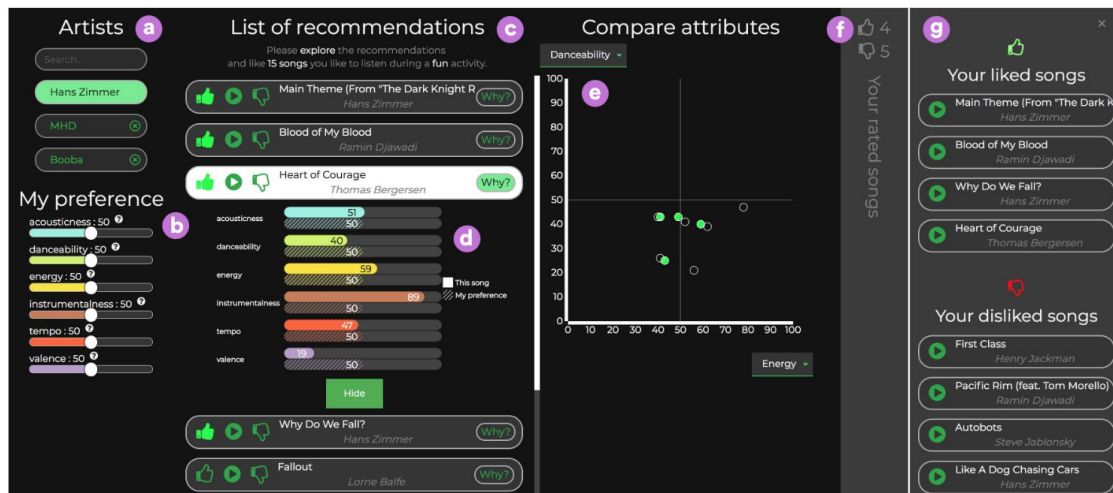 Artists
a
Search..
Hans Zimmer
MHD
Booba
My preference
b
acousticness : 50
danceability : 50
energy : 50
instrumentalness : 50
tempo : 50
valence : 50
List of recommendations
c
Please explore the recommendations
and like 15 songs you like to listen during a fun activity.
Main Theme (From "The Dark Knight R
Hans Zimmer
Why?
Blood of My Blood
Ramin Djawadi
Why?
Heart of Courage
Thomas Bergersen
Why?
acousticness
51
50
danceability
40
50
energy
59
50
instrumentalness
89
50
tempo
47
50
valence
19
50
d
This song
My preference
Hide
Why Do We Fall?
Hans Zimmer
Why?
Fallout
Lorne Balfe
Why?
Compare attributes
Danceability
e
100
90
80
70
60
50
40
30
20
10
0
0 10 20 30 40 50 60 70 80 90 100
Energy
f
4
5
Your rated songs
g
×
Your liked songs
Main Theme (From "The Dark K
Hans Zimmer
Blood of My Blood
Ramin Djawadi
Why Do We Fall?
Hans Zimmer
Heart of Courage
Thomas Bergersen
Your disliked songs
First Class
Henry Jackman
Pacific Rim (feat. Tom Morello)
Ramin Djawadi
Autobots
Steve Jablonsky
Like A Dog Chasing Cars
Hans Zimmer